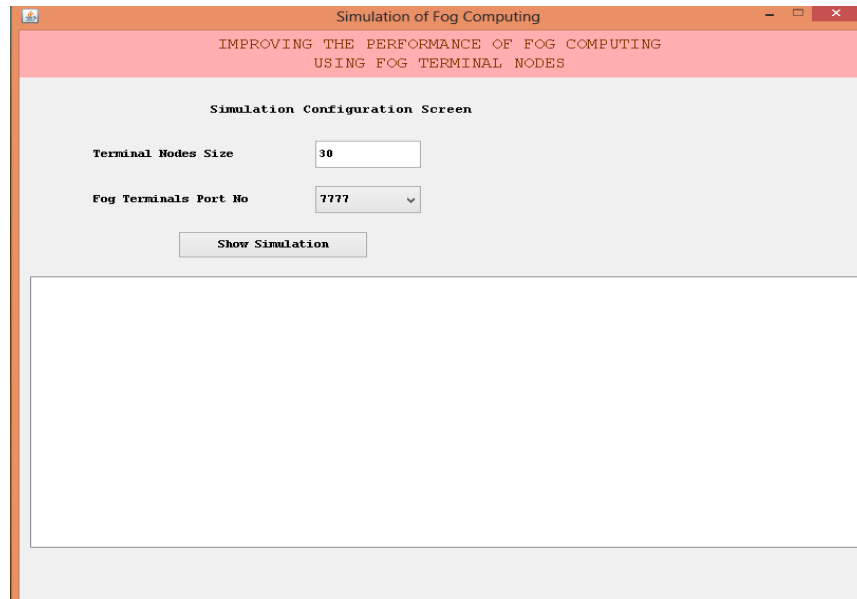 Simulation of Fog Computing
IMPROVING THE PERFORMANCE OF FOG COMPUTING
USING FOG TERMINAL NODES
Simulation Configuration Screen
Terminal Nodes Size 30
Fog Terminals Port No 7777
Show Simulation